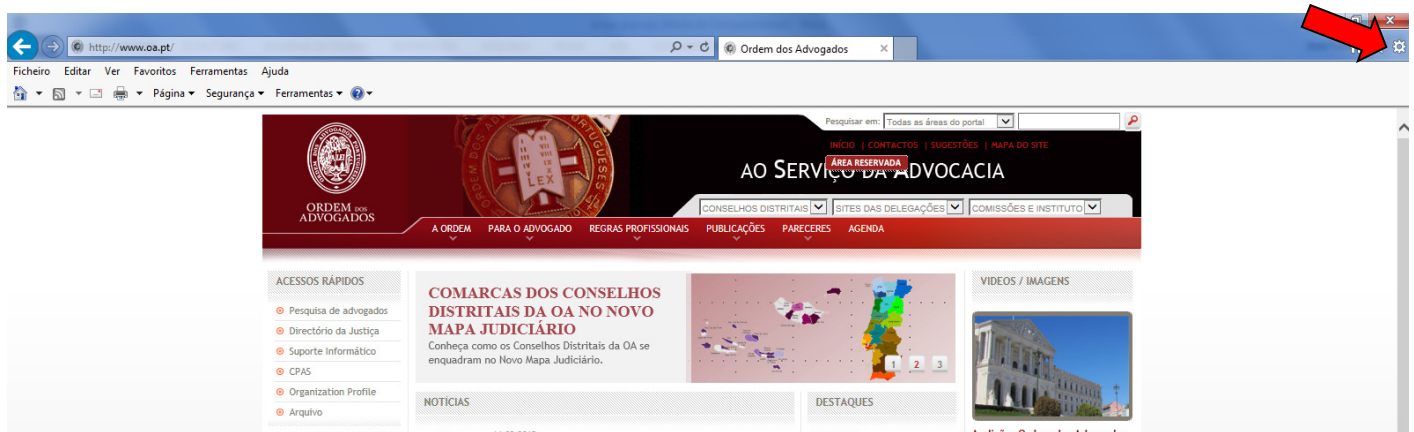 http://www.oa.pt/
Ordem dos Advogados
Ficheiro Editar Ver Favoritos Ferramentas Ajuda
Página Segurança Ferramentas
Pesquisar em: Todas as áreas do portal
INÍCIO | CONTACTOS | SUGESTÕES | MAPA DO SITE
ÁREA RESERVADA
AO SERVIÇO DA ADVOCACIA
ORDEM DOS ADVOGADOS PORTUGUESES
LEX
ORDEM DOS
ADVOGADOS
CONSELHOS DISTRITAIS SITES DAS DELEGAÇÕES COMISSÕES E INSTITUTO
A ORDEM PARA O ADVOGADO REGRAS PROFISSIONAIS PUBLICAÇÕES PARECERES AGENDA
ACESSOS RÁPIDOS
Pesquisa de advogados
Directório da Justiça
Suporte Informático
CPAS
Organization Profile
Arquivo
COMARCAS DOS CONSELHOS
DISTRITAIS DA OA NO NOVO
MAPA JUDICIÁRIO
Conheça como os Conselhos Distritais da OA se
enquadram no Novo Mapa Judiciário.
1 2 3
NOTÍCIAS
DESTAQUES
VIDEOS / IMAGENS